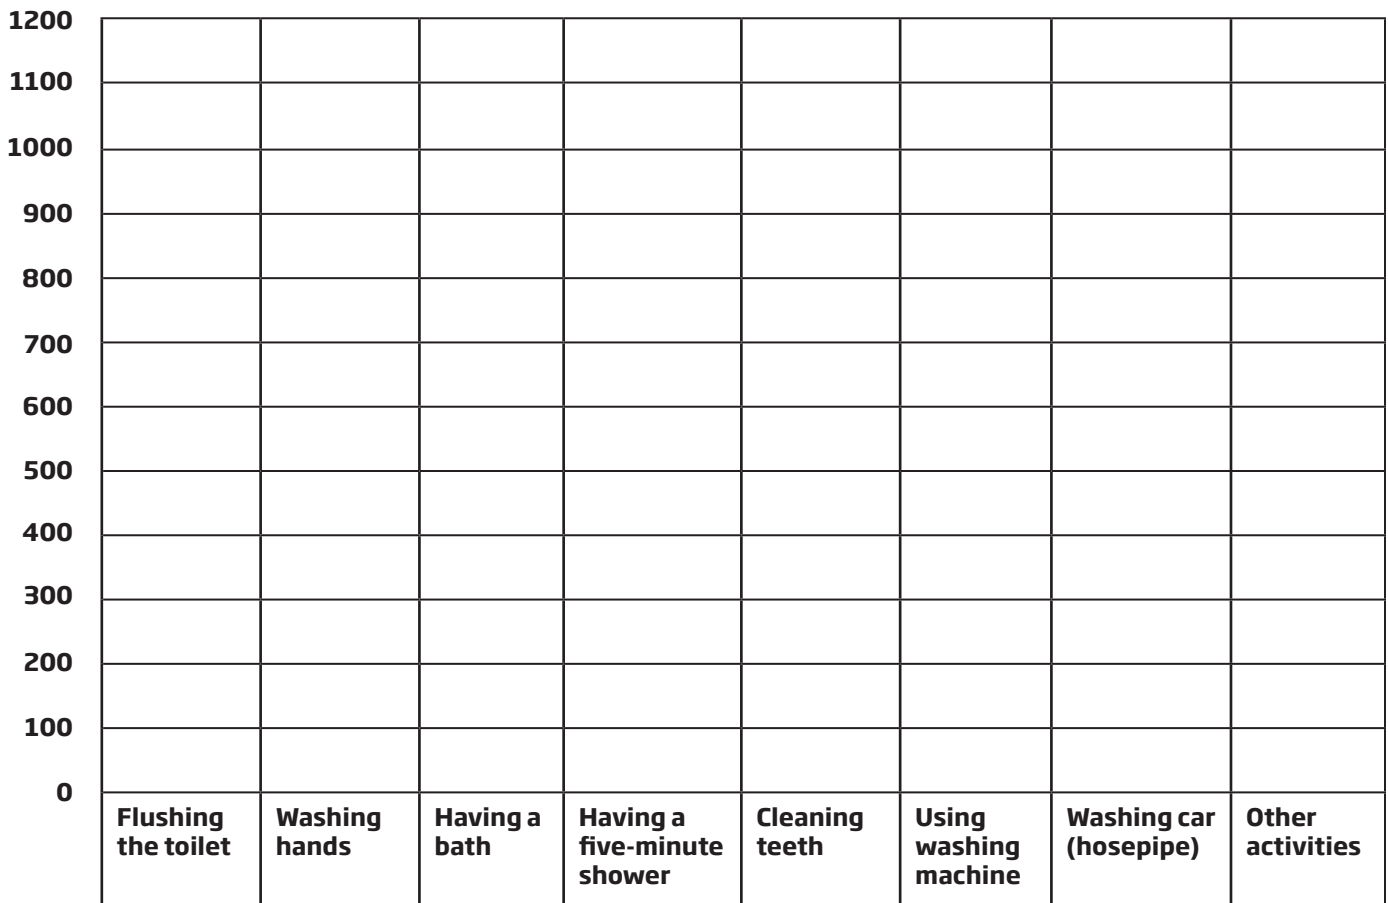 1200
1100
1000
900
800
700
600
500
400
300
200
100
0
Flushing
the toilet
Washing
hands
Having a
bath
Having a
five-minute
shower
Cleaning
teeth
Using
washing
machine
Washing car
(hosepipe)
Other
activities